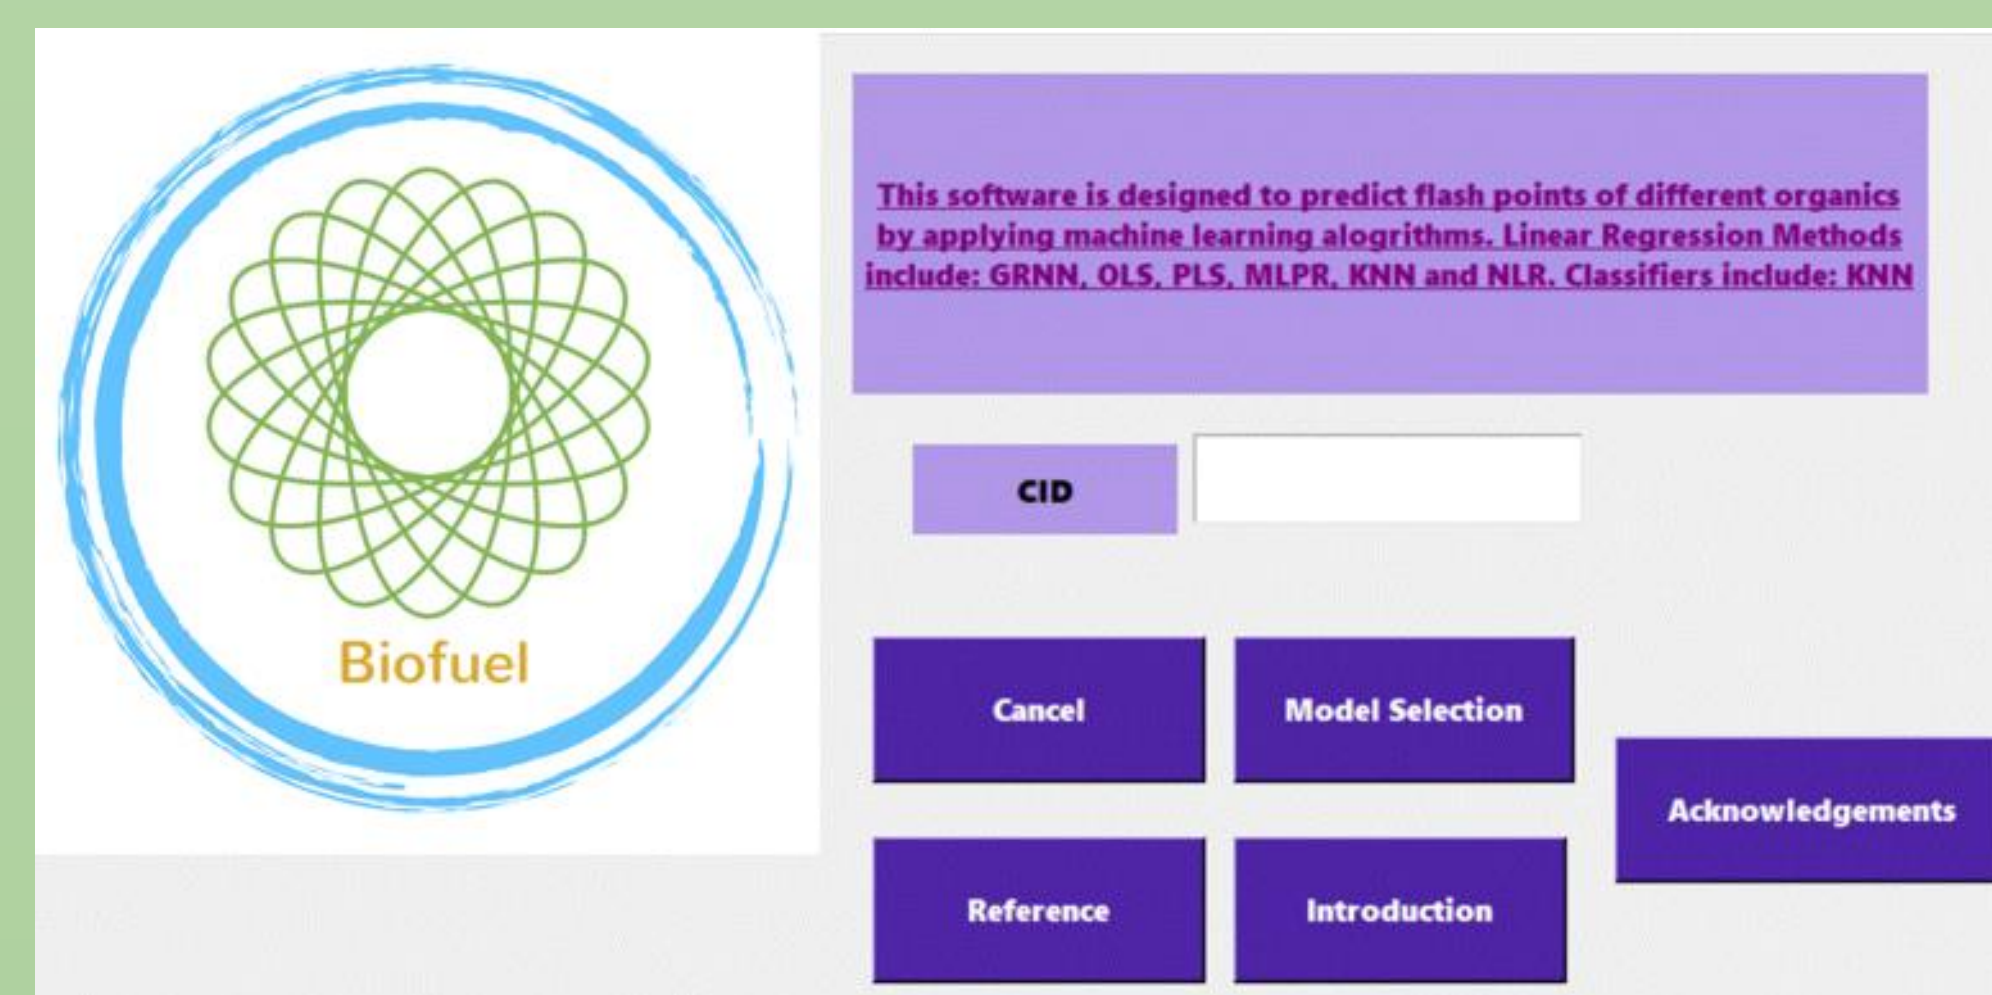 This software is designed to predict flash points of different organics
by applying machine learning alogrithms. Linear Regression Methods
include: GRNN, OLS, PLS, MLPR, KNN and NLR. Classifiers include: KNN
CID
Biofuel
Cancel
Model Selection
Acknowledgements
Reference
Introduction